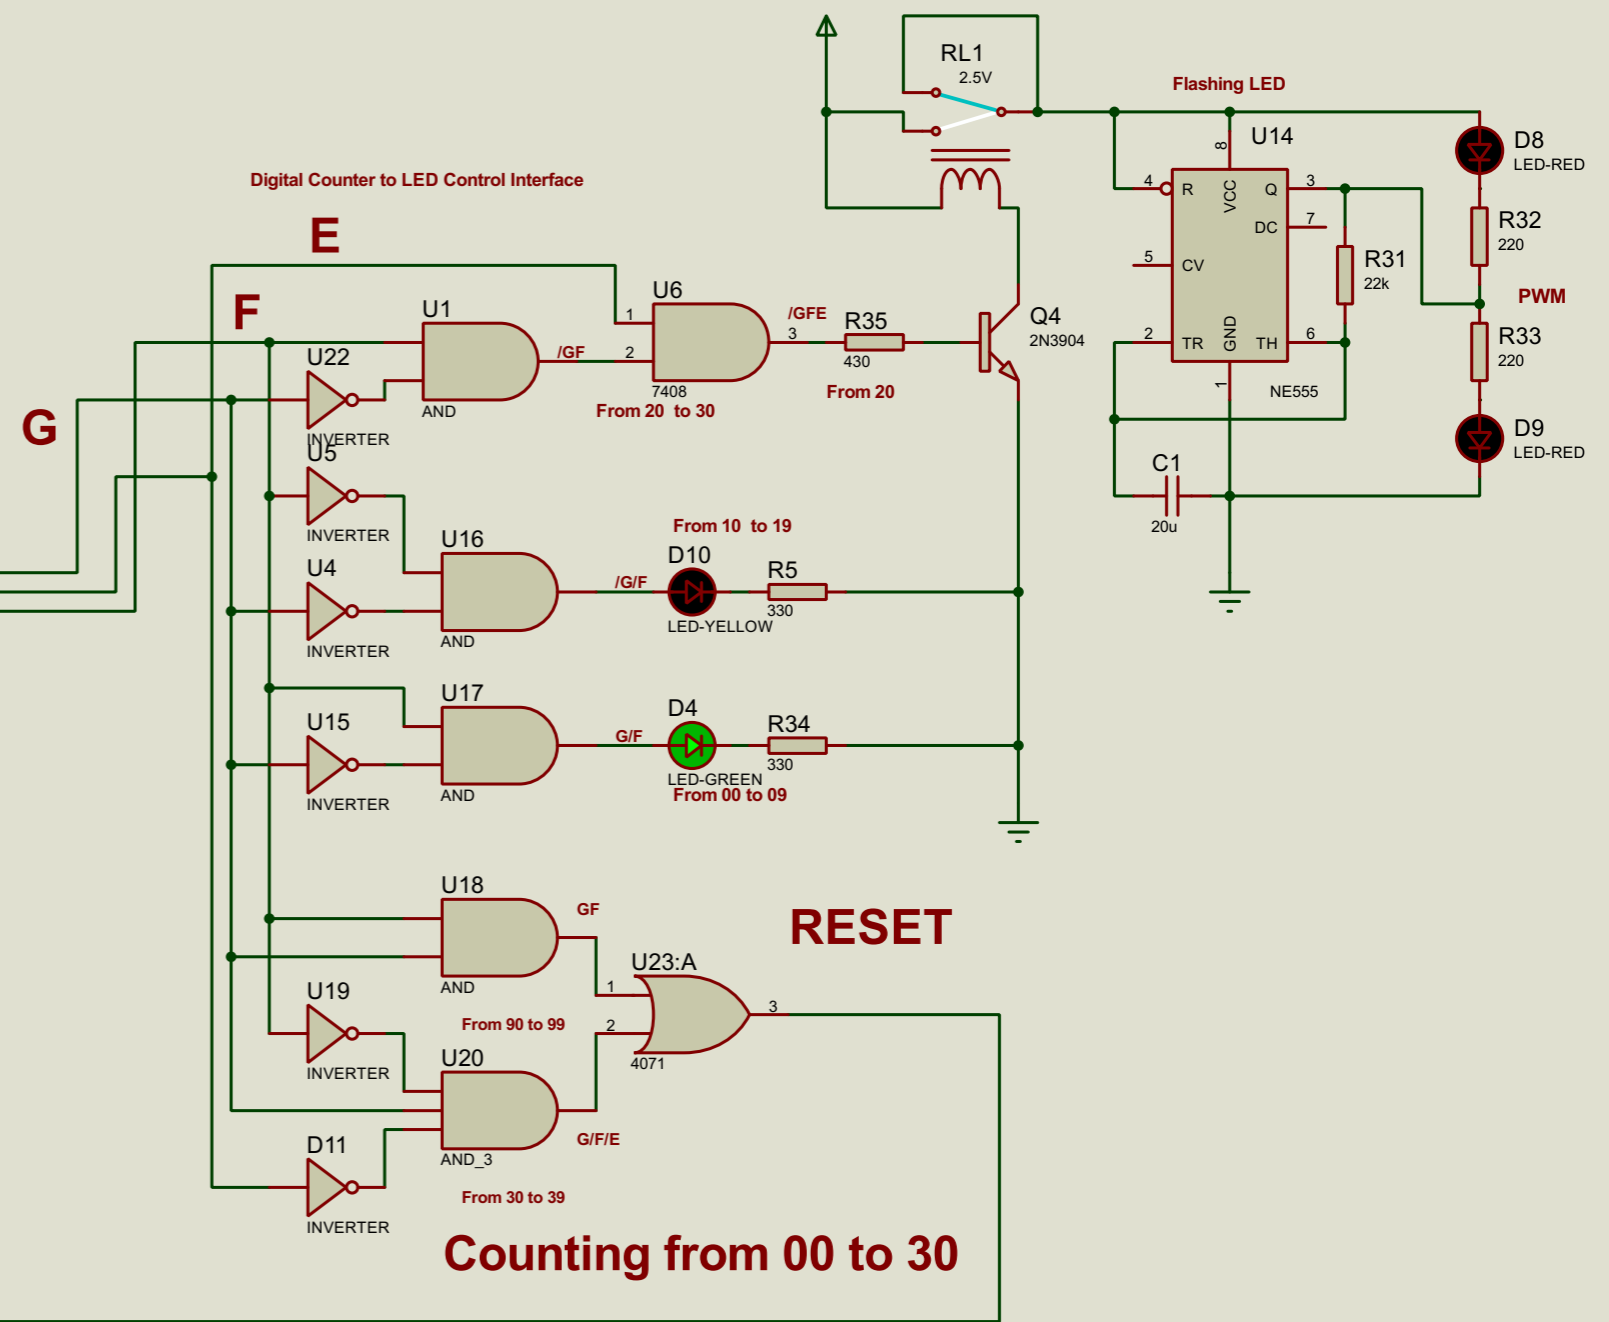 RL1
2.5V
Flashing LED
U14
D8
LED-RED
8
4
R
VCC
Q
3
DC
7
5
CV
R31
22k
R32
220
PWM
2
TR
GND
TH
6
1
NE555
R33
220
D9
LED-RED
C1
20u
Digital Counter to LED Control Interface
E
F
G
U1
U22
INVERTER
AND
/GF
U6
1
2
3
7408
/GFE
From 20 to 30
R35
430
From 20
Q4
2N3904
U5
INVERTER
U4
INVERTER
U16
AND
/G/F
From 10 to 19
D10
LED-YELLOW
R5
330
U17
AND
U15
INVERTER
G/F
D4
LED-GREEN
From 00 to 09
R34
330
U18
AND
GF
RESET
U23:A
1
2
3
4071
U19
INVERTER
From 90 to 99
U20
AND_3
G/F/E
D11
INVERTER
From 30 to 39
Counting from 00 to 30